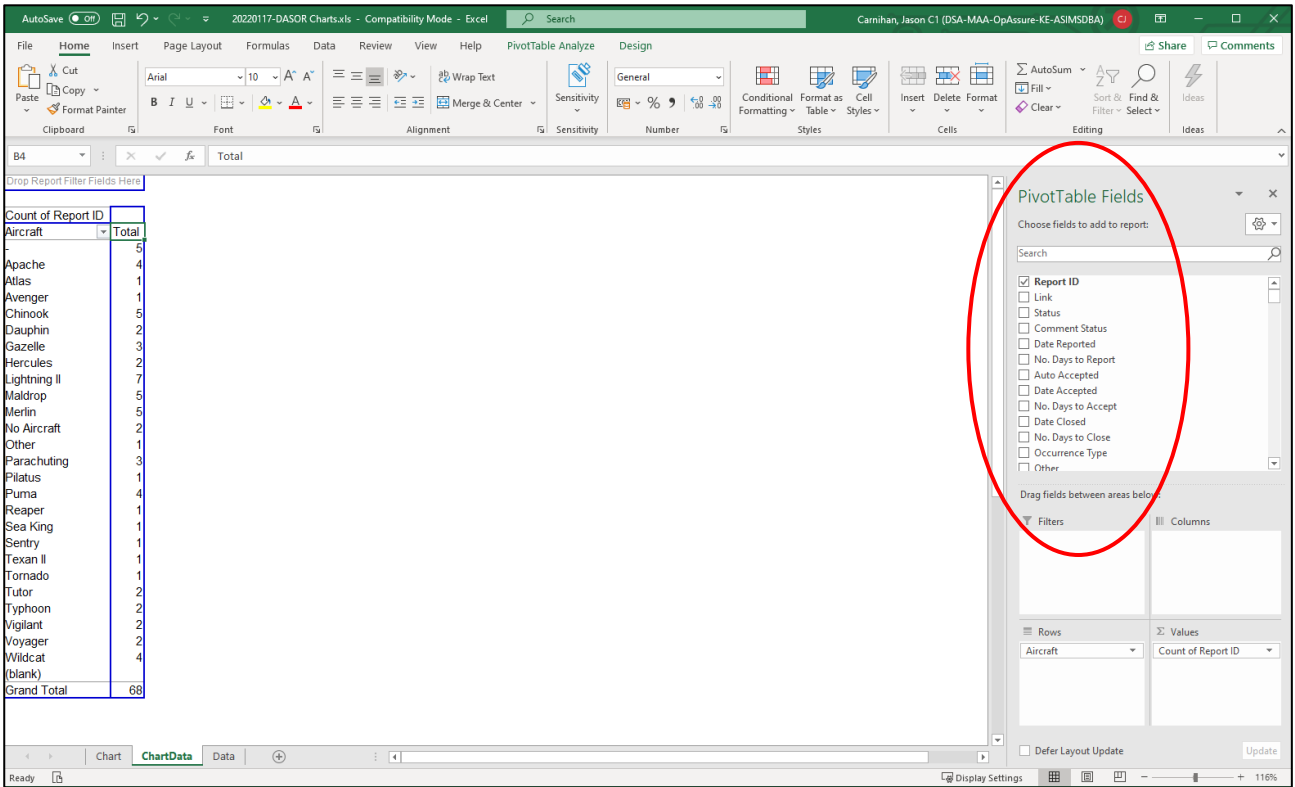 AutoSave Off 20220117-DASOR Charts.xls - Compatibility Mode - Excel Search Carnihan, Jason C1 (DSA-MAA-OpAssure-KE-ASIMSDBA) CJ
File Home Insert Page Layout Formulas Data Review View Help PivotTable Analyze Design Share Comments
Paste Cut Copy Format Painter
Arial 10 A A B I U A
Wrap Text Merge & Center
Sensitivity
General % 9
Conditional Formatting Format as Table Cell Styles
Insert Delete Format
AutoSum Fill Clear Sort & Filter Find & Select
Ideas
Clipboard Font Alignment Sensitivity Number Styles Cells Editing Ideas
B4 fx Total
Drop Report Filter Fields Here
Count of Report ID
Aircraft Total
- 5
Apache 4
Atlas 1
Avenger 1
Chinook 5
Dauphin 2
Gazelle 3
Hercules 2
Lightning II 7
Maldrop 5
Merlin 5
No Aircraft 2
Other 1
Parachuting 3
Pilatus 1
Puma 4
Reaper 1
Sea King 1
Sentry 1
Texan II 1
Tornado 1
Tutor 2
Typhoon 2
Vigilant 2
Voyager 2
Wildcat 4
(blank)
Grand Total 68
PivotTable Fields
Choose fields to add to report:
Search
Report ID
Link
Status
Comment Status
Date Reported
No. Days to Report
Auto Accepted
Date Accepted
No. Days to Accept
Date Closed
No. Days to Close
Occurrence Type
Other
Drag fields between areas below:
Filters Columns
Rows Σ Values
Aircraft Count of Report ID
Defer Layout Update Update
Chart ChartData Data
Ready Display Settings 116%